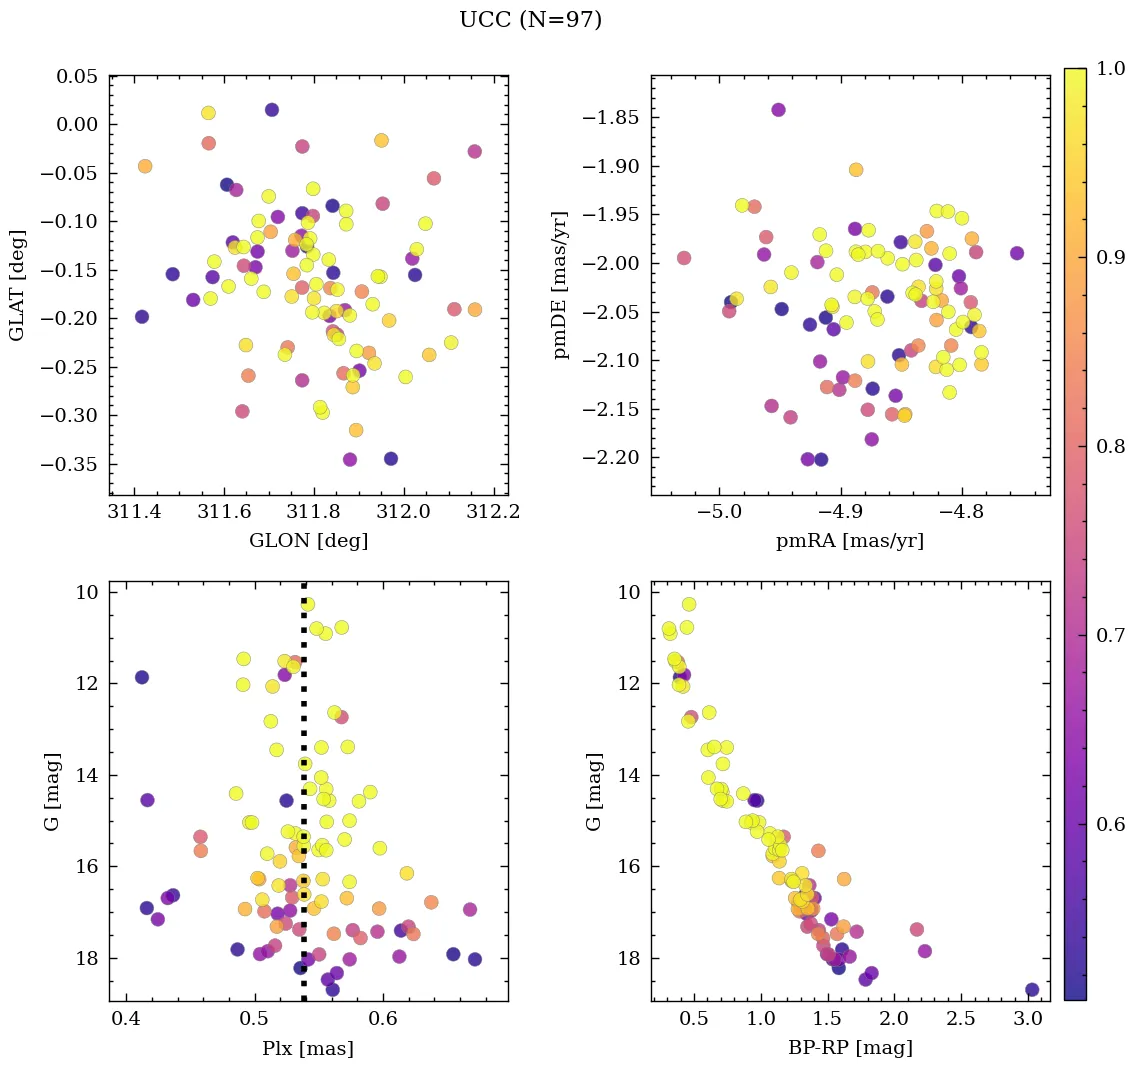 UCC (N=97)
0.05
0.00
−0.05
−0.10
−0.15
−0.20
−0.25
−0.30
−0.35
GLAT [deg]
311.4 311.6 311.8 312.0 312.2
GLON [deg]
−1.85
−1.90
−1.95
−2.00
−2.05
−2.10
−2.15
−2.20
pmDE [mas/yr]
−5.0 −4.9 −4.8
pmRA [mas/yr]
10
12
14
16
18
G [mag]
0.4 0.5 0.6
Plx [mas]
10
12
14
16
18
G [mag]
0.5 1.0 1.5 2.0 2.5 3.0
BP-RP [mag]
1.0
0.9
0.8
0.7
0.6